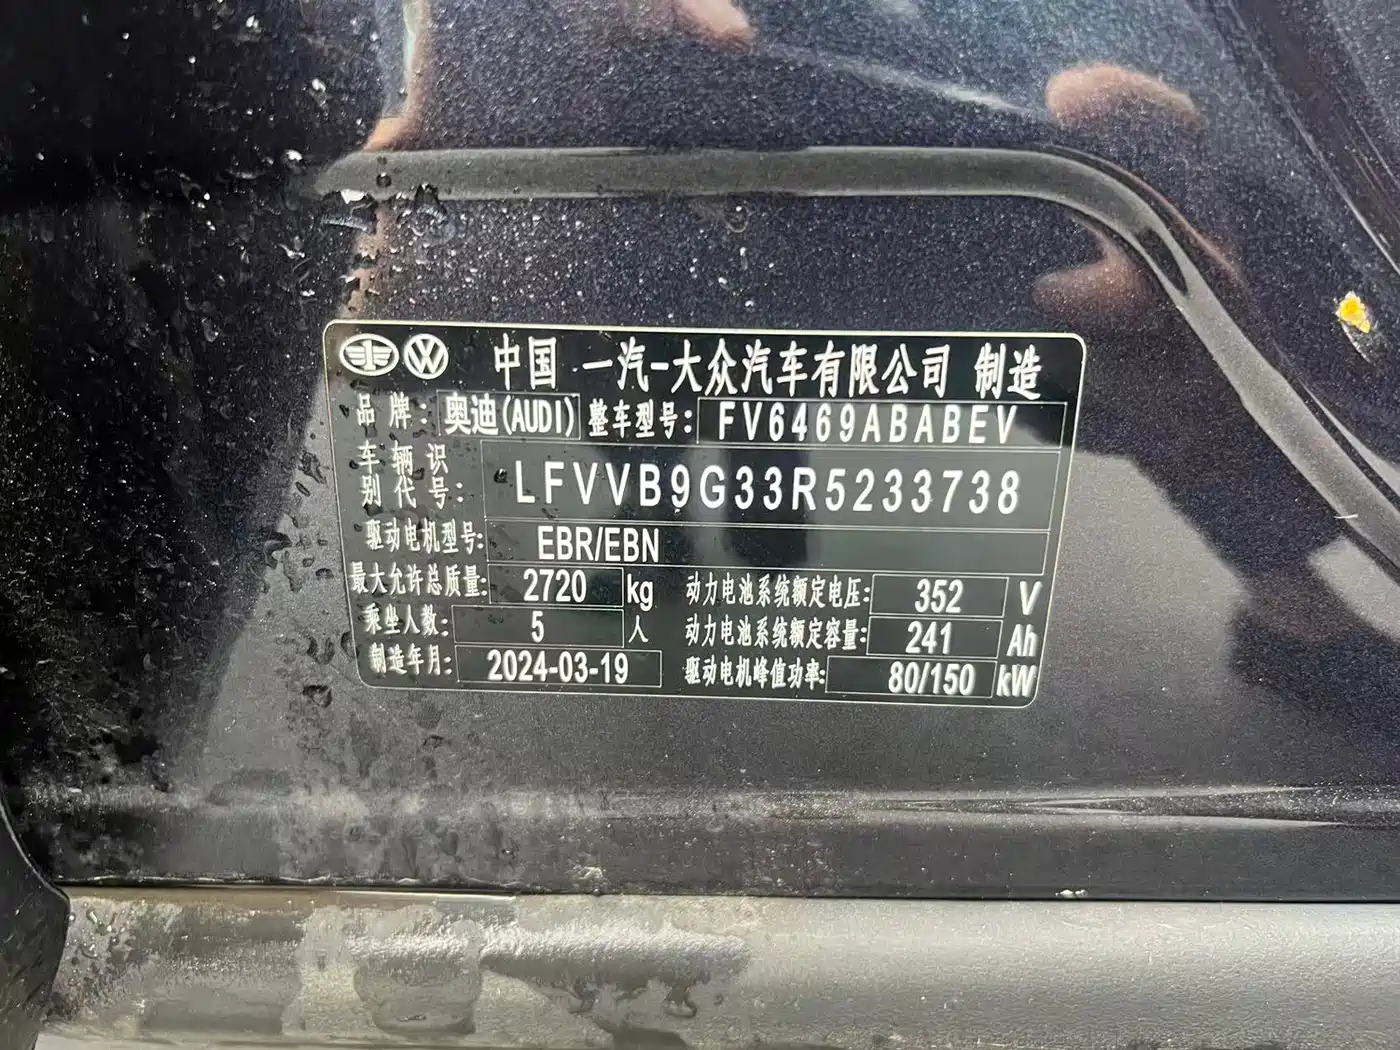 中国 一汽-大众汽车有限公司 制造
品牌: 奥迪(AUDI) 整车型号: FV6469ABABEV
车辆识别代号: LFVVB9G33R5233738
驱动电机型号: EBR/EBN
最大允许总质量: 2720 kg 动力电池系统额定电压: 352 V
乘坐人数: 5 人 动力电池系统额定容量: 241 Ah
制造年月: 2024-03-19 驱动电机峰值功率: 80/150 kW